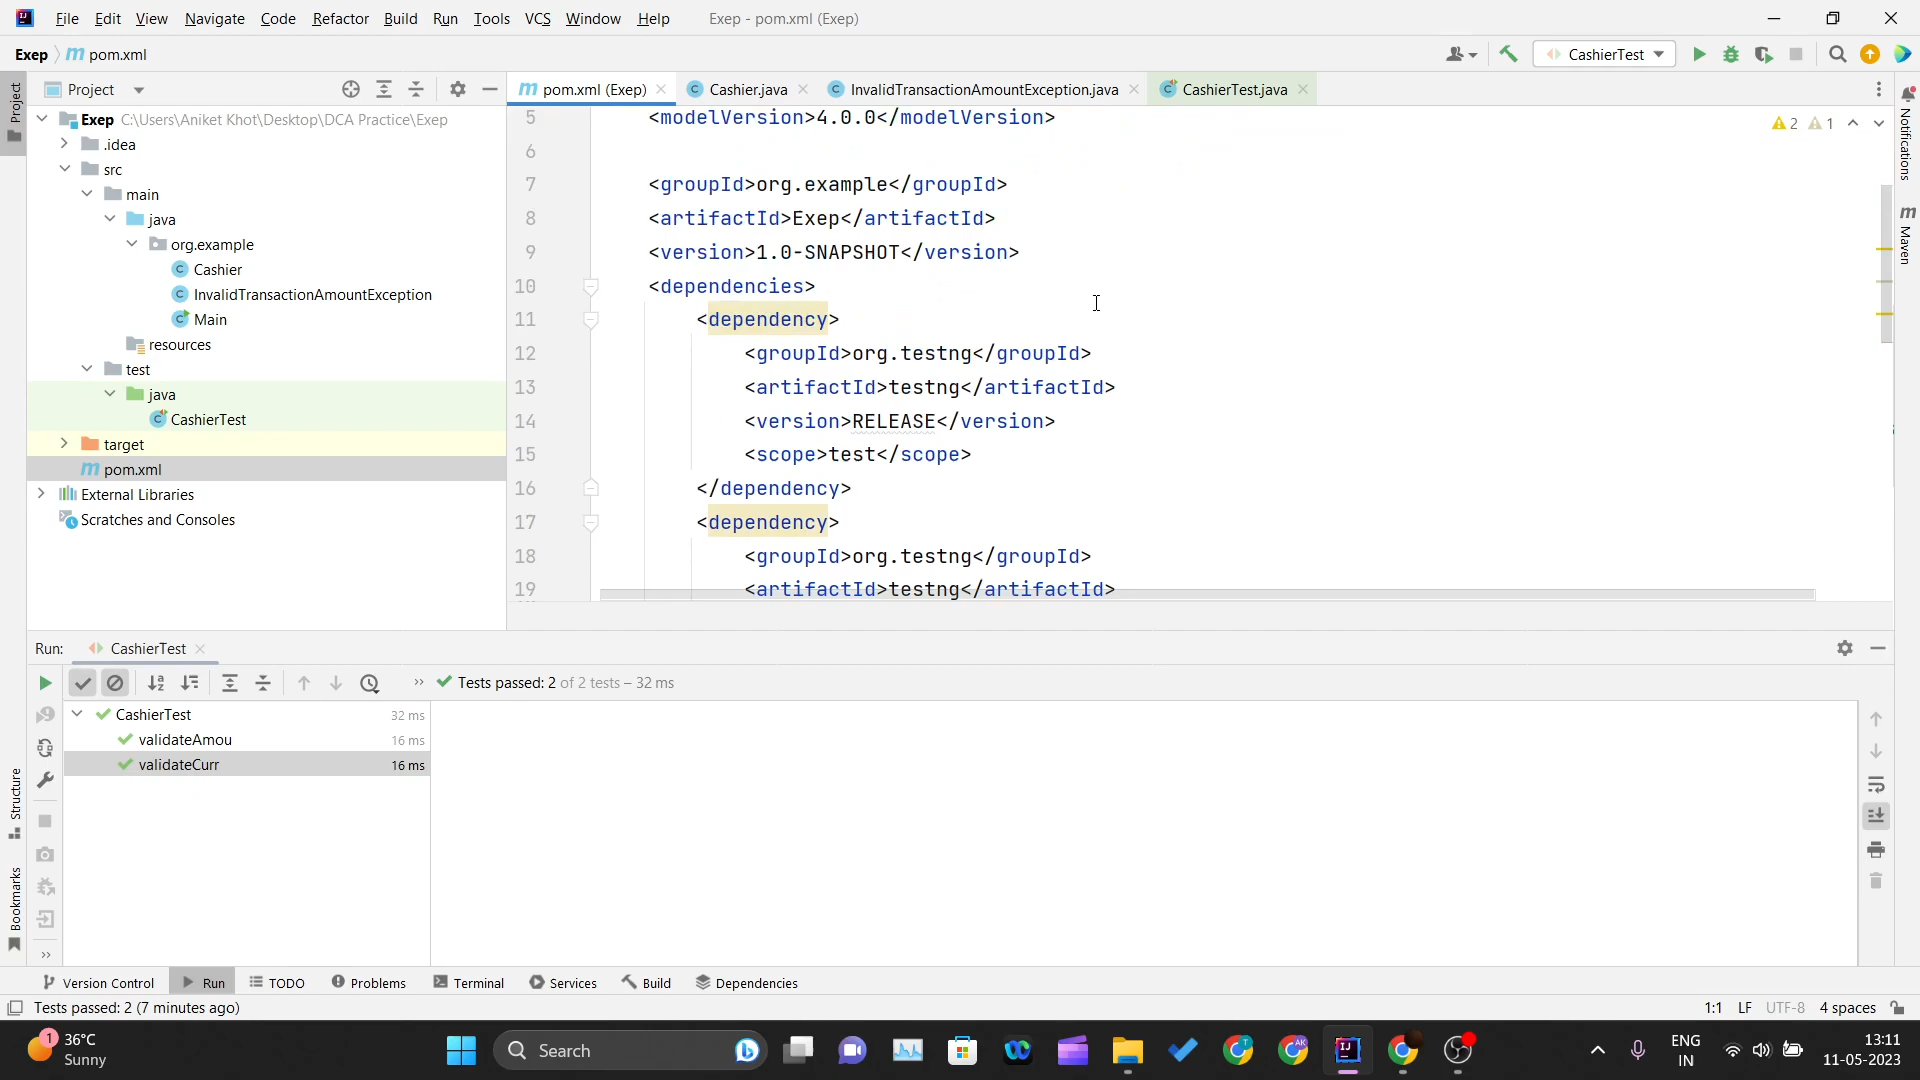 File Edit View Navigate Code Refactor Build Run Tools VCS Window Help Exep - pom.xml (Exep)
Exep m pom.xml CashierTest
Project
Project
m pom.xml (Exep) Cashier.java InvalidTransactionAmountException.java CashierTest.java
Notifications
Maven
Exep C:\Users\Aniket Khot\Desktop\DCA Practice\Exep
.idea
src
main
java
org.example
Cashier
InvalidTransactionAmountException
Main
resources
test
java
CashierTest
target
m pom.xml
External Libraries
Scratches and Consoles
2 1
5 <modelVersion>4.0.0</modelVersion>
6
7 <groupId>org.example</groupId>
8 <artifactId>Exep</artifactId>
9 <version>1.0-SNAPSHOT</version>
10 <dependencies>
11 <dependency>
12 <groupId>org.testng</groupId>
13 <artifactId>testng</artifactId>
14 <version>RELEASE</version>
15 <scope>test</scope>
16 </dependency>
17 <dependency>
18 <groupId>org.testng</groupId>
19 <artifactId>testng</artifactId>
Run: CashierTest
Tests passed: 2 of 2 tests – 32 ms
CashierTest 32 ms
validateAmou 16 ms
validateCurr 16 ms
Structure
Bookmarks
Version Control Run TODO Problems Terminal Services Build Dependencies
Tests passed: 2 (7 minutes ago) 1:1 LF UTF-8 4 spaces
1 36°C
Sunny
Search
ENG
IN
13:11
11-05-2023